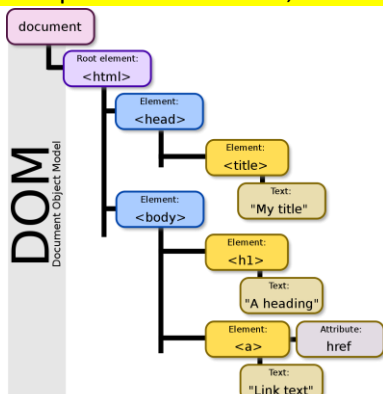 document
Root element:
<html>
Element:
<head>
Element:
<title>
Text:
"My title"
Element:
<body>
Element:
<h1>
Text:
"A heading"
Element:
<a>
Attribute:
href
Text:
"Link text"
DOM
Document Object Model